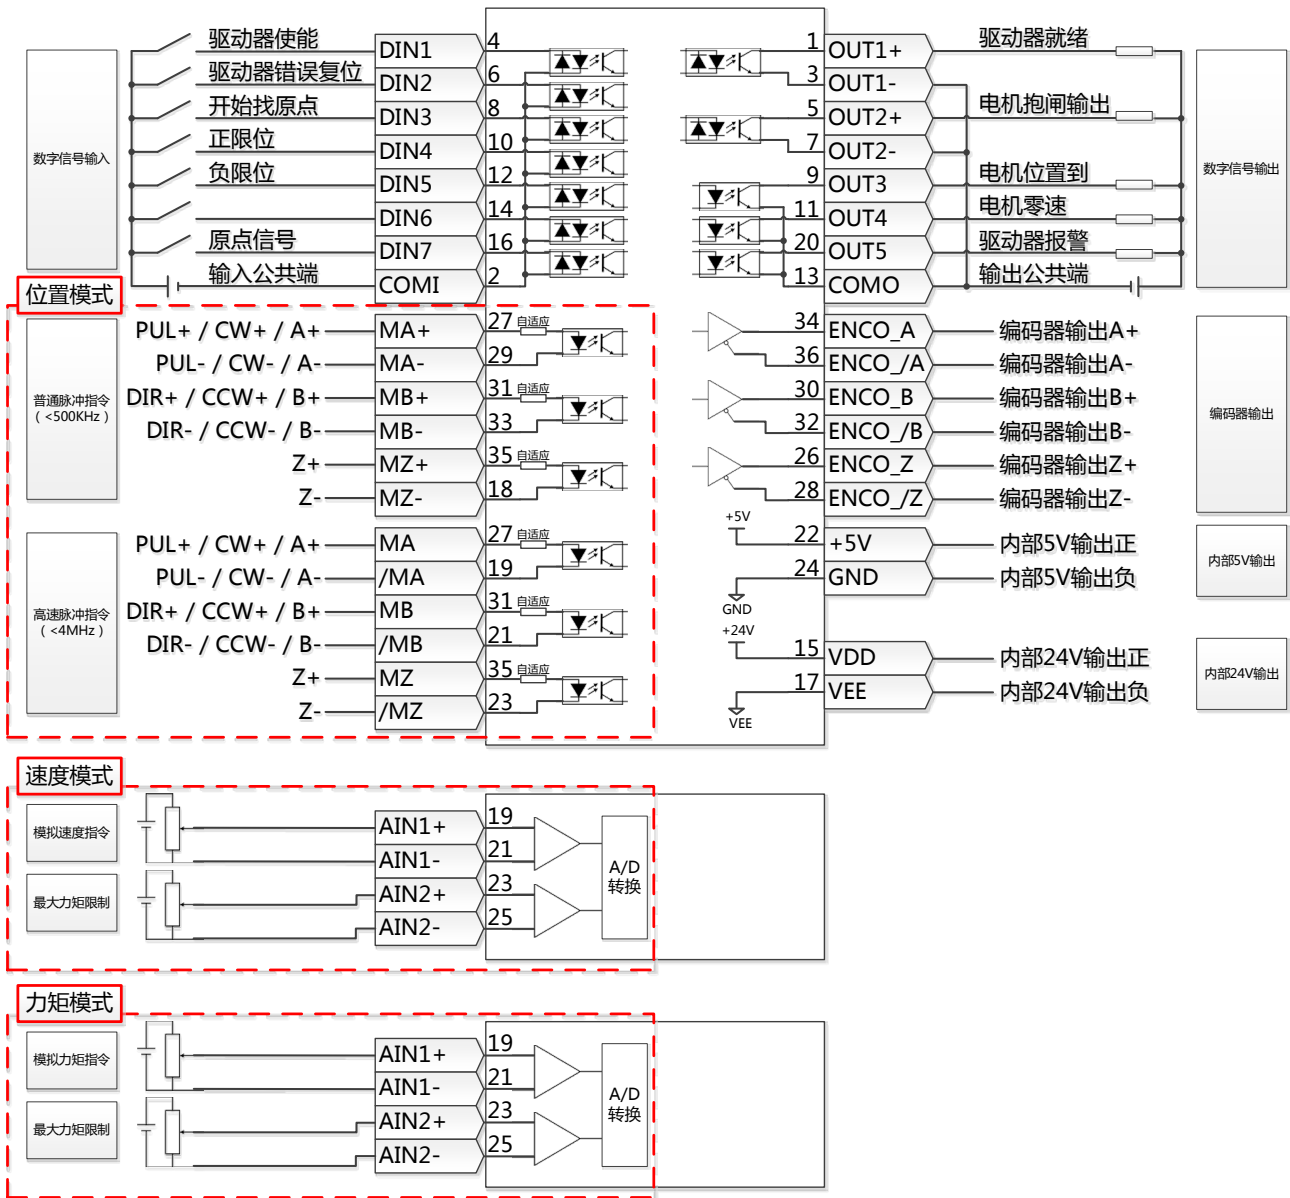 数字信号输入
驱动器使能 DIN1 4
驱动器错误复位 DIN2 6
开始找原点 DIN3 8
正限位 DIN4 10
负限位 DIN5 12
DIN6 14
原点信号 DIN7 16
输入公共端 COMI 2
1 OUT1+ 驱动器就绪
3 OUT1-
5 OUT2+ 电机抱闸输出
7 OUT2-
9 OUT3 电机位置到
11 OUT4 电机零速
20 OUT5 驱动器报警
13 COMO 输出公共端
数字信号输出
位置模式
普通脉冲指令
( <500KHz )
PUL+ / CW+ / A+ MA+ 27 自适应
PUL- / CW- / A- MA- 29
DIR+ / CCW+ / B+ MB+ 31 自适应
DIR- / CCW- / B- MB- 33
Z+ MZ+ 35 自适应
Z- MZ- 18
高速脉冲指令
( <4MHz )
PUL+ / CW+ / A+ MA 27 自适应
PUL- / CW- / A- /MA 19
DIR+ / CCW+ / B+ MB 31 自适应
DIR- / CCW- / B- /MB 21
Z+ MZ 35 自适应
Z- /MZ 23
34 ENCO_A 编码器输出A+
36 ENCO_/A 编码器输出A-
30 ENCO_B 编码器输出B+
32 ENCO_/B 编码器输出B-
26 ENCO_Z 编码器输出Z+
28 ENCO_/Z 编码器输出Z-
编码器输出
+5V
22 +5V 内部5V输出正
24 GND 内部5V输出负
GND
内部5V输出
+24V
15 VDD 内部24V输出正
17 VEE 内部24V输出负
VEE
内部24V输出
速度模式
模拟速度指令
最大力矩限制
AIN1+ 19
AIN1- 21
AIN2+ 23
AIN2- 25
A/D
转换
力矩模式
模拟力矩指令
最大力矩限制
AIN1+ 19
AIN1- 21
AIN2+ 23
AIN2- 25
A/D
转换